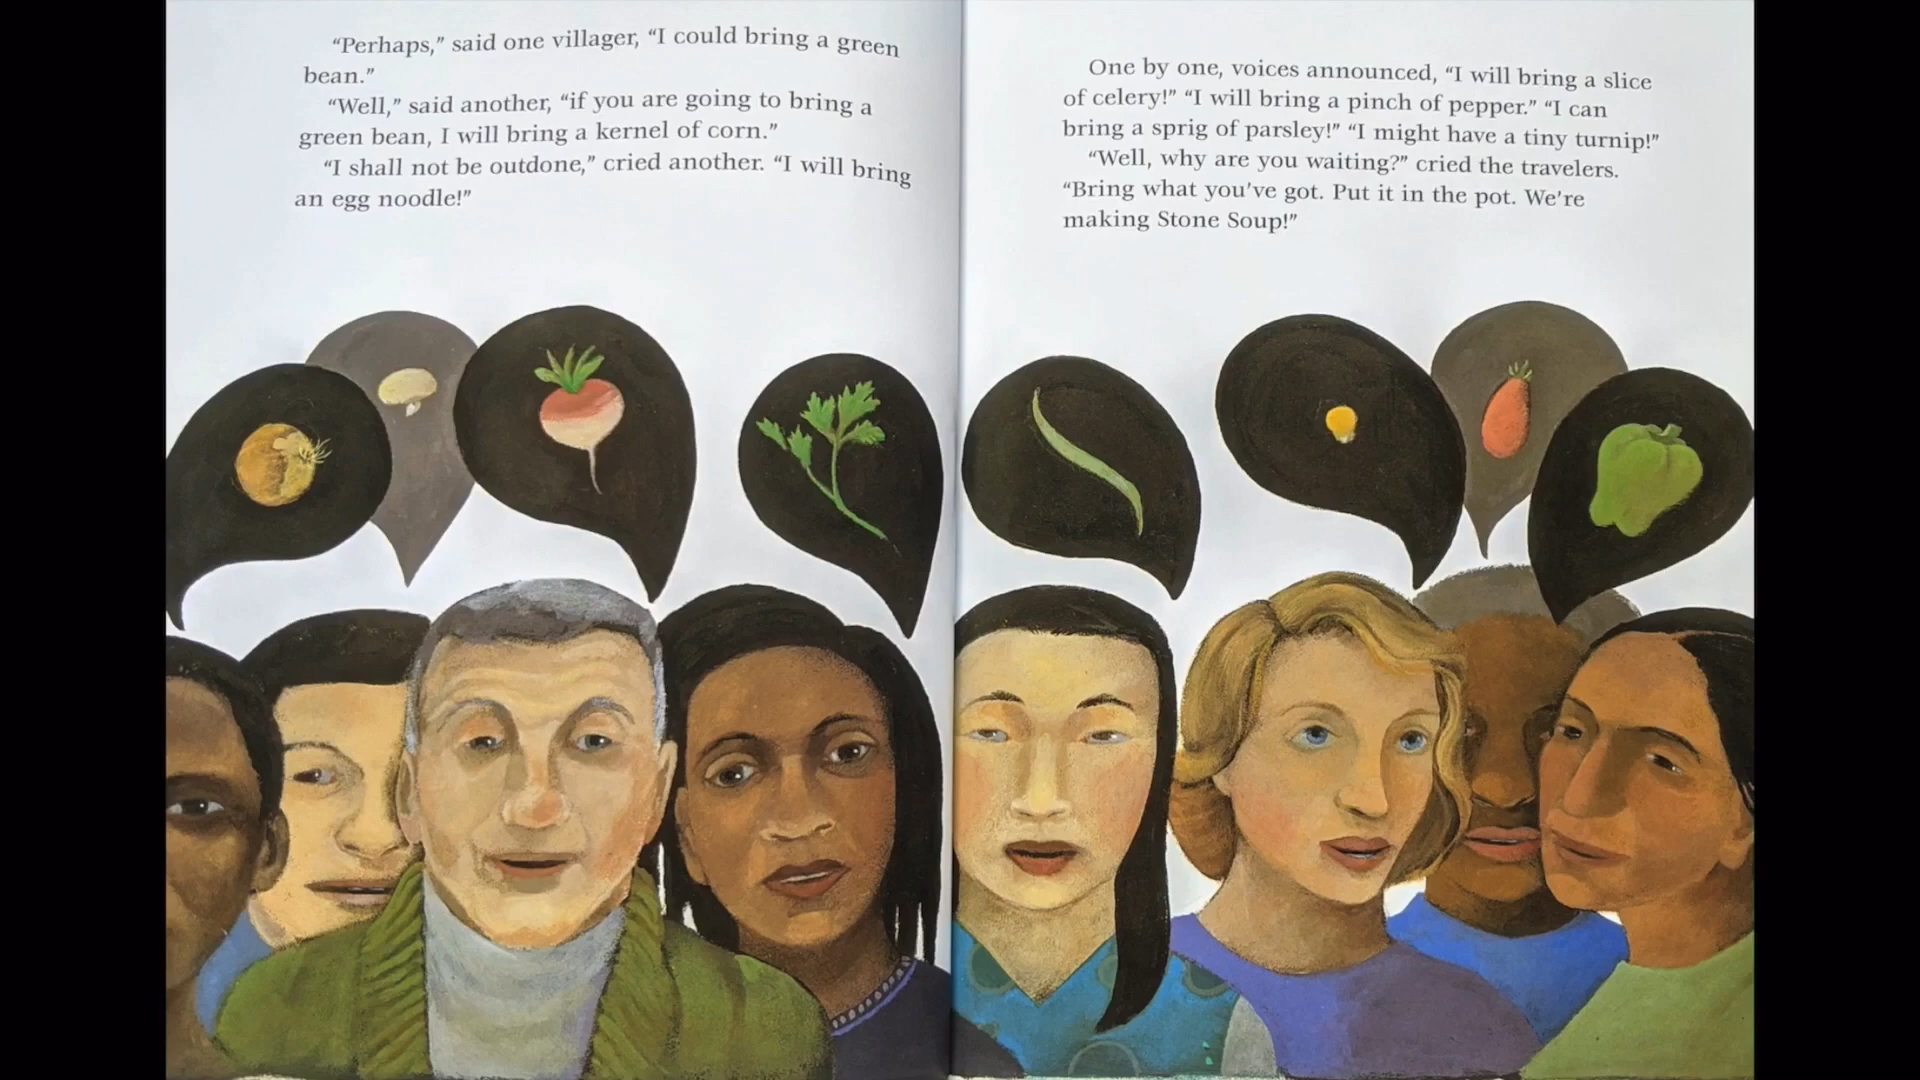 “Perhaps,” said one villager, “I could bring a green
bean.”
“Well,” said another, “if you are going to bring a
green bean, I will bring a kernel of corn.”
“I shall not be outdone,” cried another. “I will bring
an egg noodle!”
One by one, voices announced, “I will bring a slice
of celery!” “I will bring a pinch of pepper.” “I can
bring a sprig of parsley!” “I might have a tiny turnip!”
“Well, why are you waiting?” cried the travelers.
“Bring what you’ve got. Put it in the pot. We’re
making Stone Soup!”